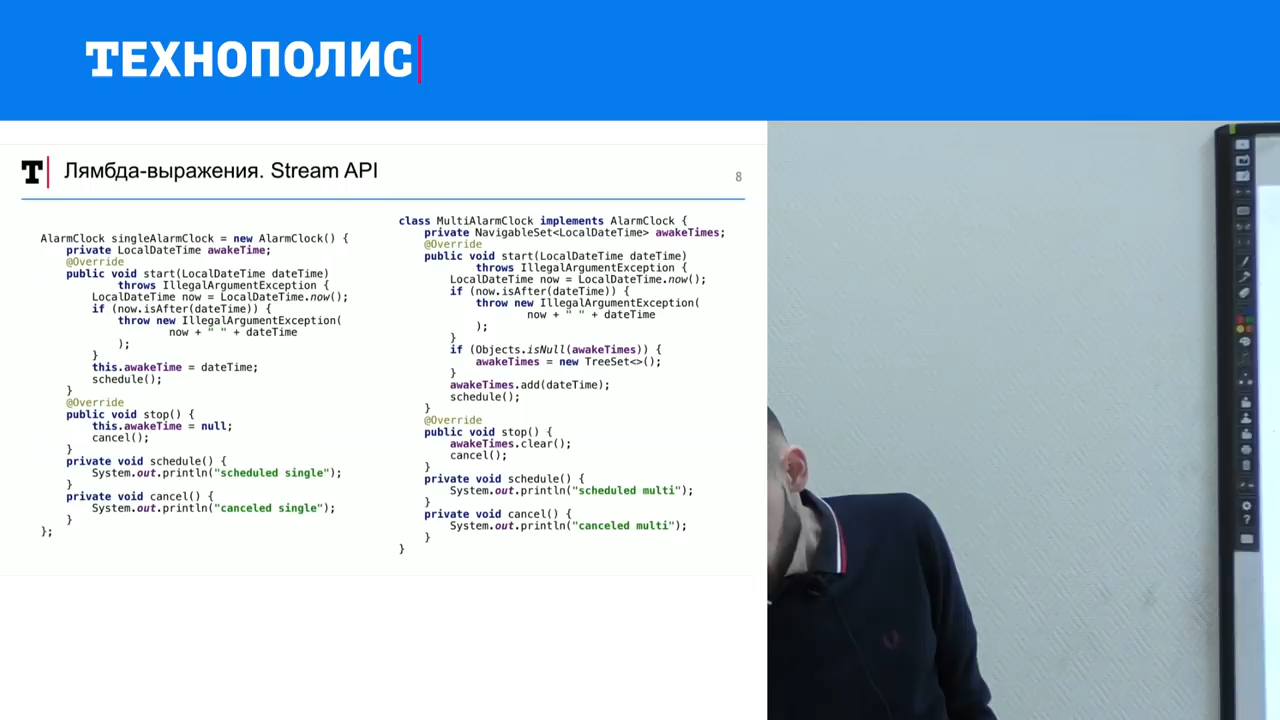 ТЕХНОПОЛИС
Т
Лямбда-выражения. Stream API
8
AlarmClock singleAlarmClock = new AlarmClock() {
private LocalDateTime awakeTime;
@Override
public void start(LocalDateTime dateTime)
throws IllegalArgumentException {
LocalDateTime now = LocalDateTime.now();
if (now.isAfter(dateTime)) {
throw new IllegalArgumentException(
now + " " + dateTime
);
}
this.awakeTime = dateTime;
schedule();
}
@Override
public void stop() {
this.awakeTime = null;
cancel();
}
private void schedule() {
System.out.println("scheduled single");
}
private void cancel() {
System.out.println("canceled single");
}
};
class MultiAlarmClock implements AlarmClock {
private NavigableSet<LocalDateTime> awakeTimes;
@Override
public void start(LocalDateTime dateTime)
throws IllegalArgumentException {
LocalDateTime now = LocalDateTime.now();
if (now.isAfter(dateTime)) {
throw new IllegalArgumentException(
now + " " + dateTime
);
}
if (Objects.isNull(awakeTimes)) {
awakeTimes = new TreeSet<>();
}
awakeTimes.add(dateTime);
schedule();
}
@Override
public void stop() {
awakeTimes.clear();
cancel();
}
private void schedule() {
System.out.println("scheduled multi");
}
private void cancel() {
System.out.println("canceled multi");
}
}